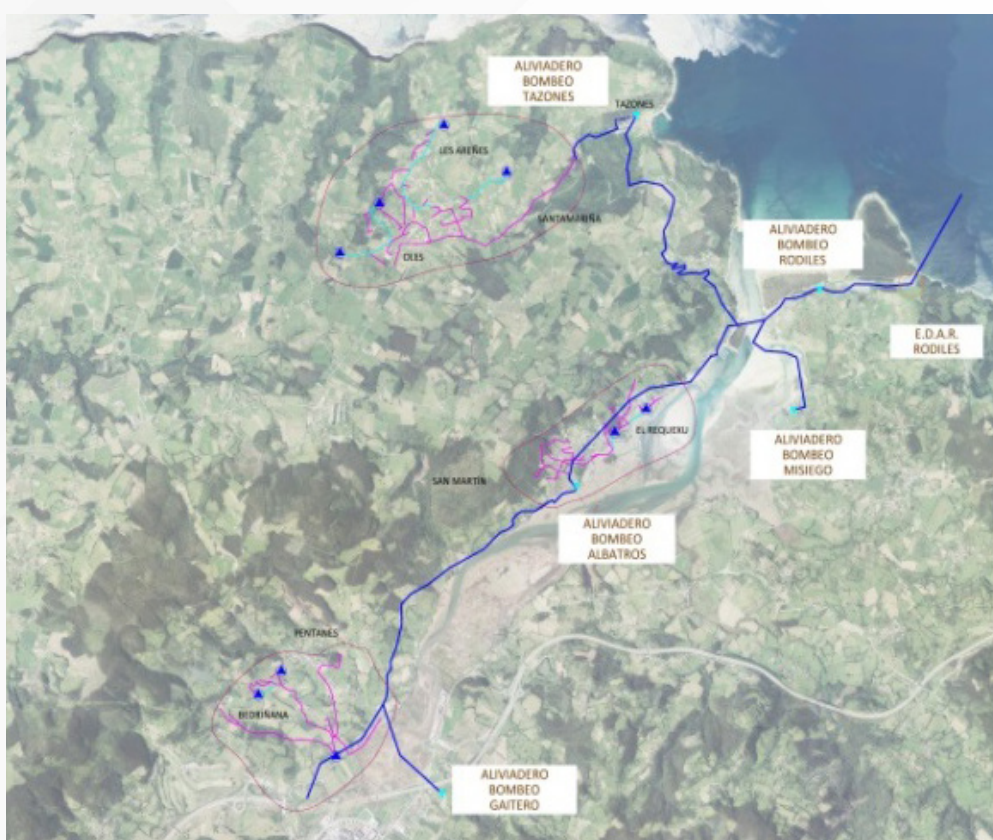 ALIVIADERO
BOMBEO
TAZONES
TAZONES
LES AREÑES
SANTAMARIÑA
OLES
ALIVIADERO
BOMBEO
RODILES
E.D.A.R.
RODILES
EL REQUEXU
ALIVIADERO
BOMBEO
MISIEGO
SAN MARTÍN
ALIVIADERO
BOMBEO
ALBATROS
PENTANES
BEDRIÑANA
ALIVIADERO
BOMBEO
GAITERO